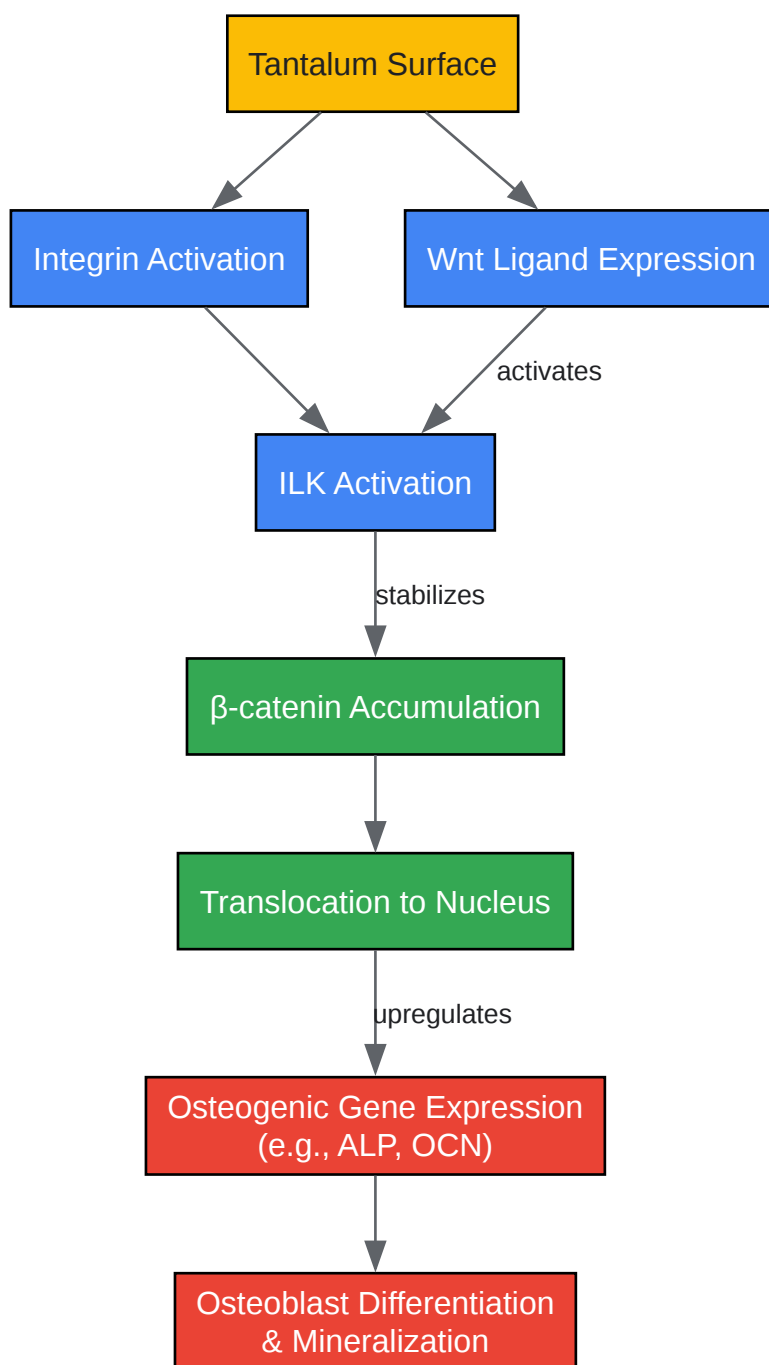 Tantalum Surface
Integrin Activation
Wnt Ligand Expression
activates
ILK Activation
stabilizes
β-catenin Accumulation
Translocation to Nucleus
upregulates
Osteogenic Gene Expression
(e.g., ALP, OCN)
Osteoblast Differentiation
& Mineralization